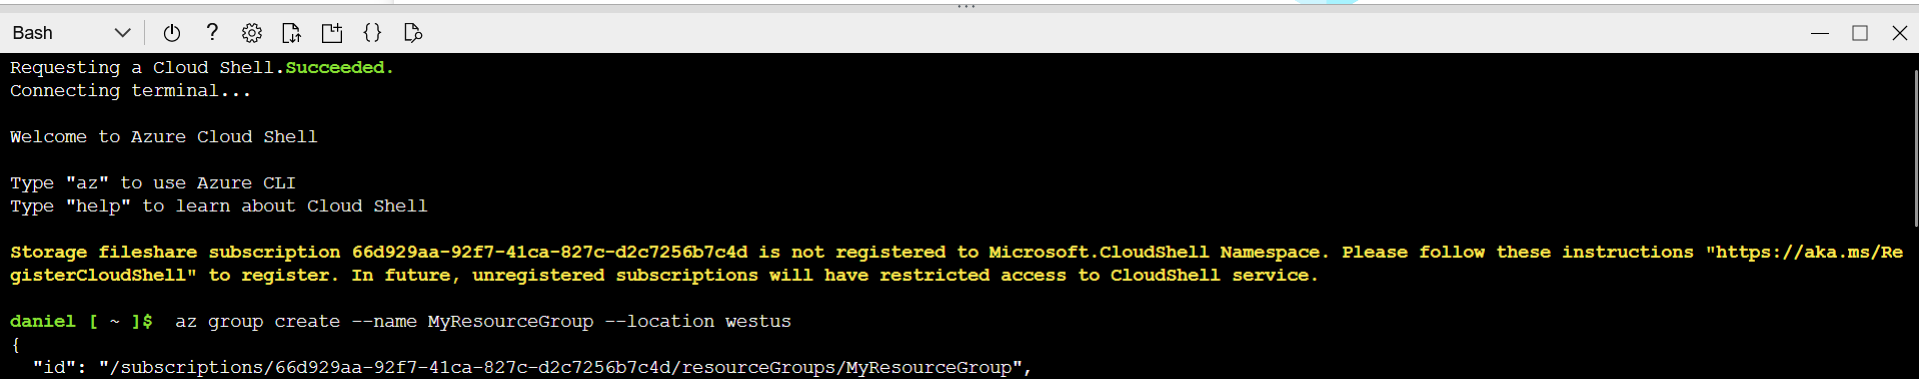 Bash
Requesting a Cloud Shell.Succeeded.
Connecting terminal...
Welcome to Azure Cloud Shell
Type "az" to use Azure CLI
Type "help" to learn about Cloud Shell
Storage fileshare subscription 66d929aa-92f7-41ca-827c-d2c7256b7c4d is not registered to Microsoft.CloudShell Namespace. Please follow these instructions "https://aka.ms/Re
gisterCloudShell" to register. In future, unregistered subscriptions will have restricted access to CloudShell service.
daniel [ ~ ]$ az group create --name MyResourceGroup --location westus
{
"id": "/subscriptions/66d929aa-92f7-41ca-827c-d2c7256b7c4d/resourceGroups/MyResourceGroup",